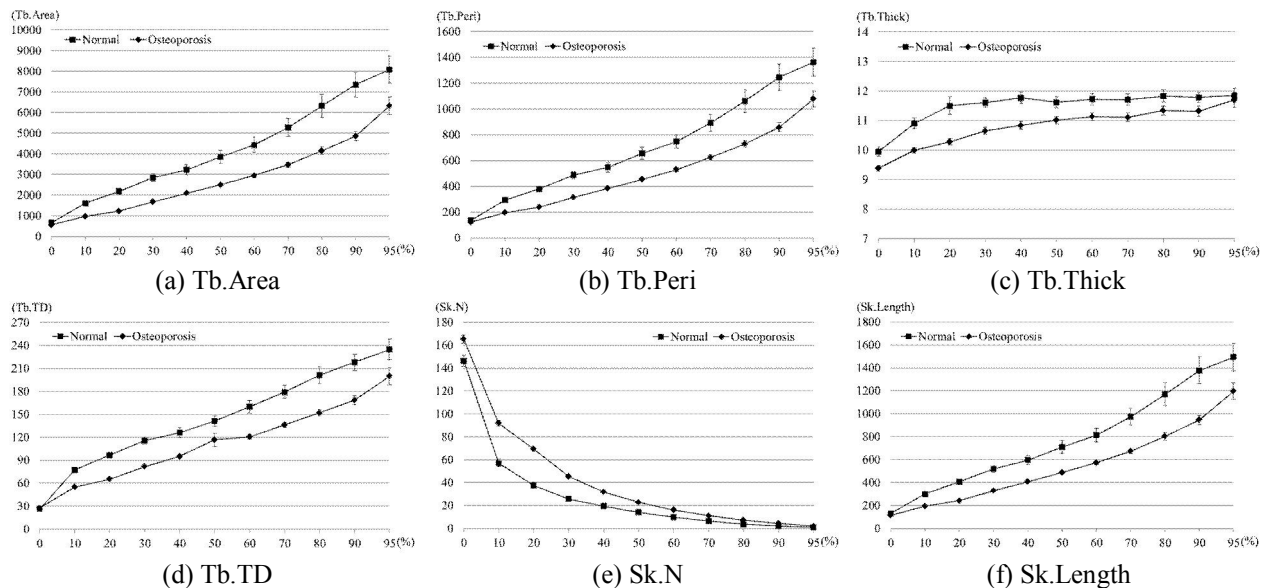 (Tb.Area)
10000
9000
8000
7000
6000
5000
4000
3000
2000
1000
0
Normal Osteoporosis
0 10 20 30 40 50 60 70 80 90 95(%)
(a) Tb.Area
(Tb.Peri)
1600
1400
1200
1000
800
600
400
200
0
Normal Osteoporosis
0 10 20 30 40 50 60 70 80 90 95(%)
(b) Tb.Peri
(Tb.Thick)
14
13
12
11
10
9
8
7
Normal Osteoporosis
0 10 20 30 40 50 60 70 80 90 95(%)
(c) Tb.Thick
(Tb.TD)
270
240
210
180
150
120
90
60
30
0
Normal Osteoporosis
0 10 20 30 40 50 60 70 80 90 95(%)
(d) Tb.TD
(Sk.N)
180
160
140
120
100
80
60
40
20
0
Normal Osteoporosis
0 10 20 30 40 50 60 70 80 90 95(%)
(e) Sk.N
(Sk.Length)
1800
1600
1400
1200
1000
800
600
400
200
0
Normal Osteoporosis
0 10 20 30 40 50 60 70 80 90 95(%)
(f) Sk.Length